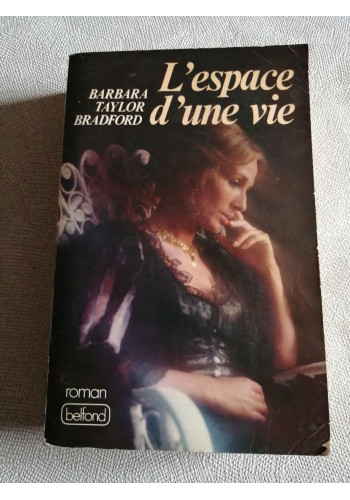 BARBARA
TAYLOR
BRADFORD
L'espace
d'une vie
roman
belfond